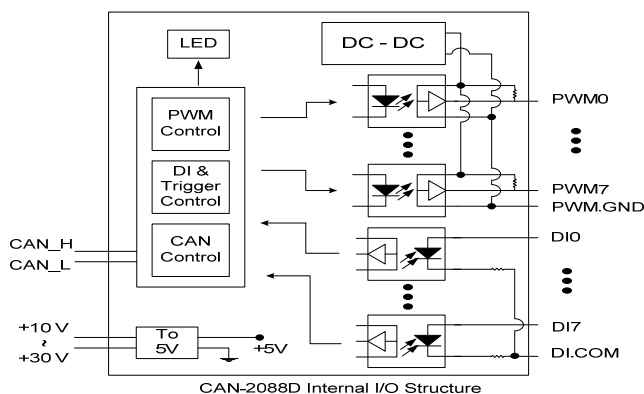 LED
DC - DC
PWM
Control
DI &
Trigger
Control
CAN
Control
CAN_H
CAN_L
+10 V
~
+30 V
To
5V
+5V
PWM0
PWM7
PWM.GND
DI0
DI7
DI.COM
CAN-2088D Internal I/O Structure